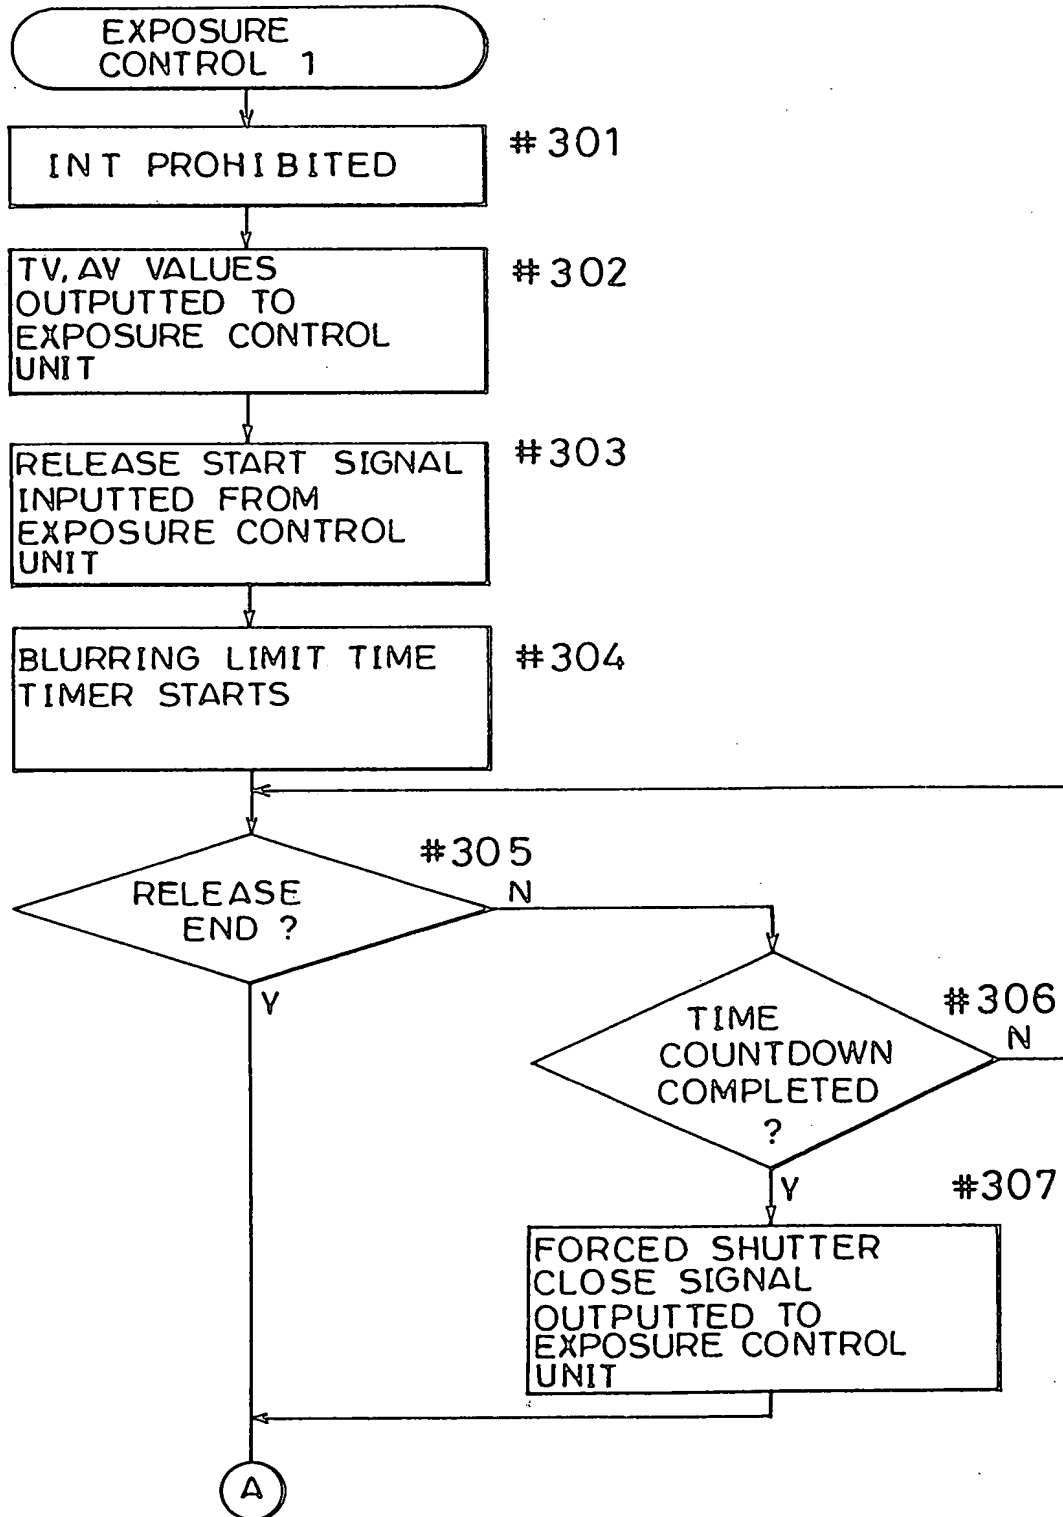 EXPOSURE
CONTROL 1
INT PROHIBITED
#301
TV, AV VALUES
OUTPUTTED TO
EXPOSURE CONTROL
UNIT
#302
RELEASE START SIGNAL
INPUTTED FROM
EXPOSURE CONTROL
UNIT
#303
BLURRING LIMIT TIME
TIMER STARTS
#304
#305
RELEASE
END ?
N
Y
#306
TIME
COUNTDOWN
COMPLETED
?
N
Y
#307
FORCED SHUTTER
CLOSE SIGNAL
OUTPUTTED TO
EXPOSURE CONTROL
UNIT
A